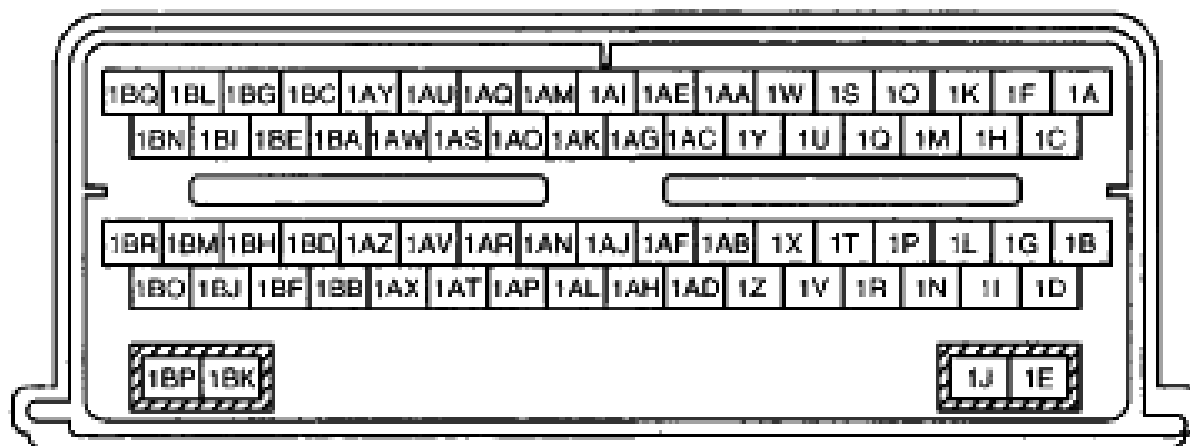 1BQ 1BL 1BG 1BC 1AY 1AU 1AQ 1AM 1AI 1AE 1AA 1W 1S 1O 1K 1F 1A
1BN 1BI 1BE 1BA 1AW 1AS 1AO 1AK 1AG 1AC 1Y 1U 1Q 1M 1H 1C
1BR 1BM 1BH 1BD 1AZ 1AV 1AR 1AN 1AJ 1AF 1AB 1X 1T 1P 1L 1G 1B
1BO 1BJ 1BF 1BB 1AX 1AT 1AP 1AL 1AH 1AD 1Z 1V 1R 1N 1I 1D
1BP 1BK 1J 1E